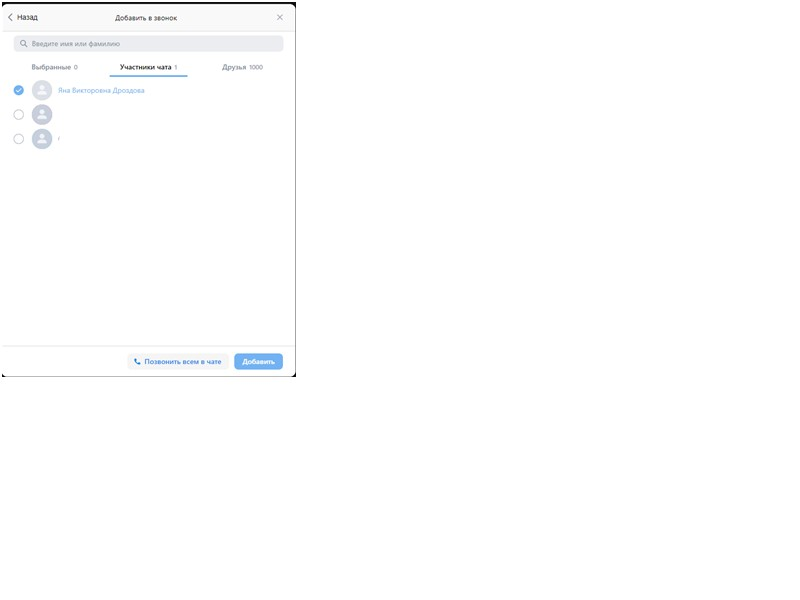 Назад
Добавить в звонок
Введите имя или фамилию
Выбранные 0
Участники чата 1
Друзья 1000
Яна Викторовна Дроздова
Позвонить всем в чате
Добавить